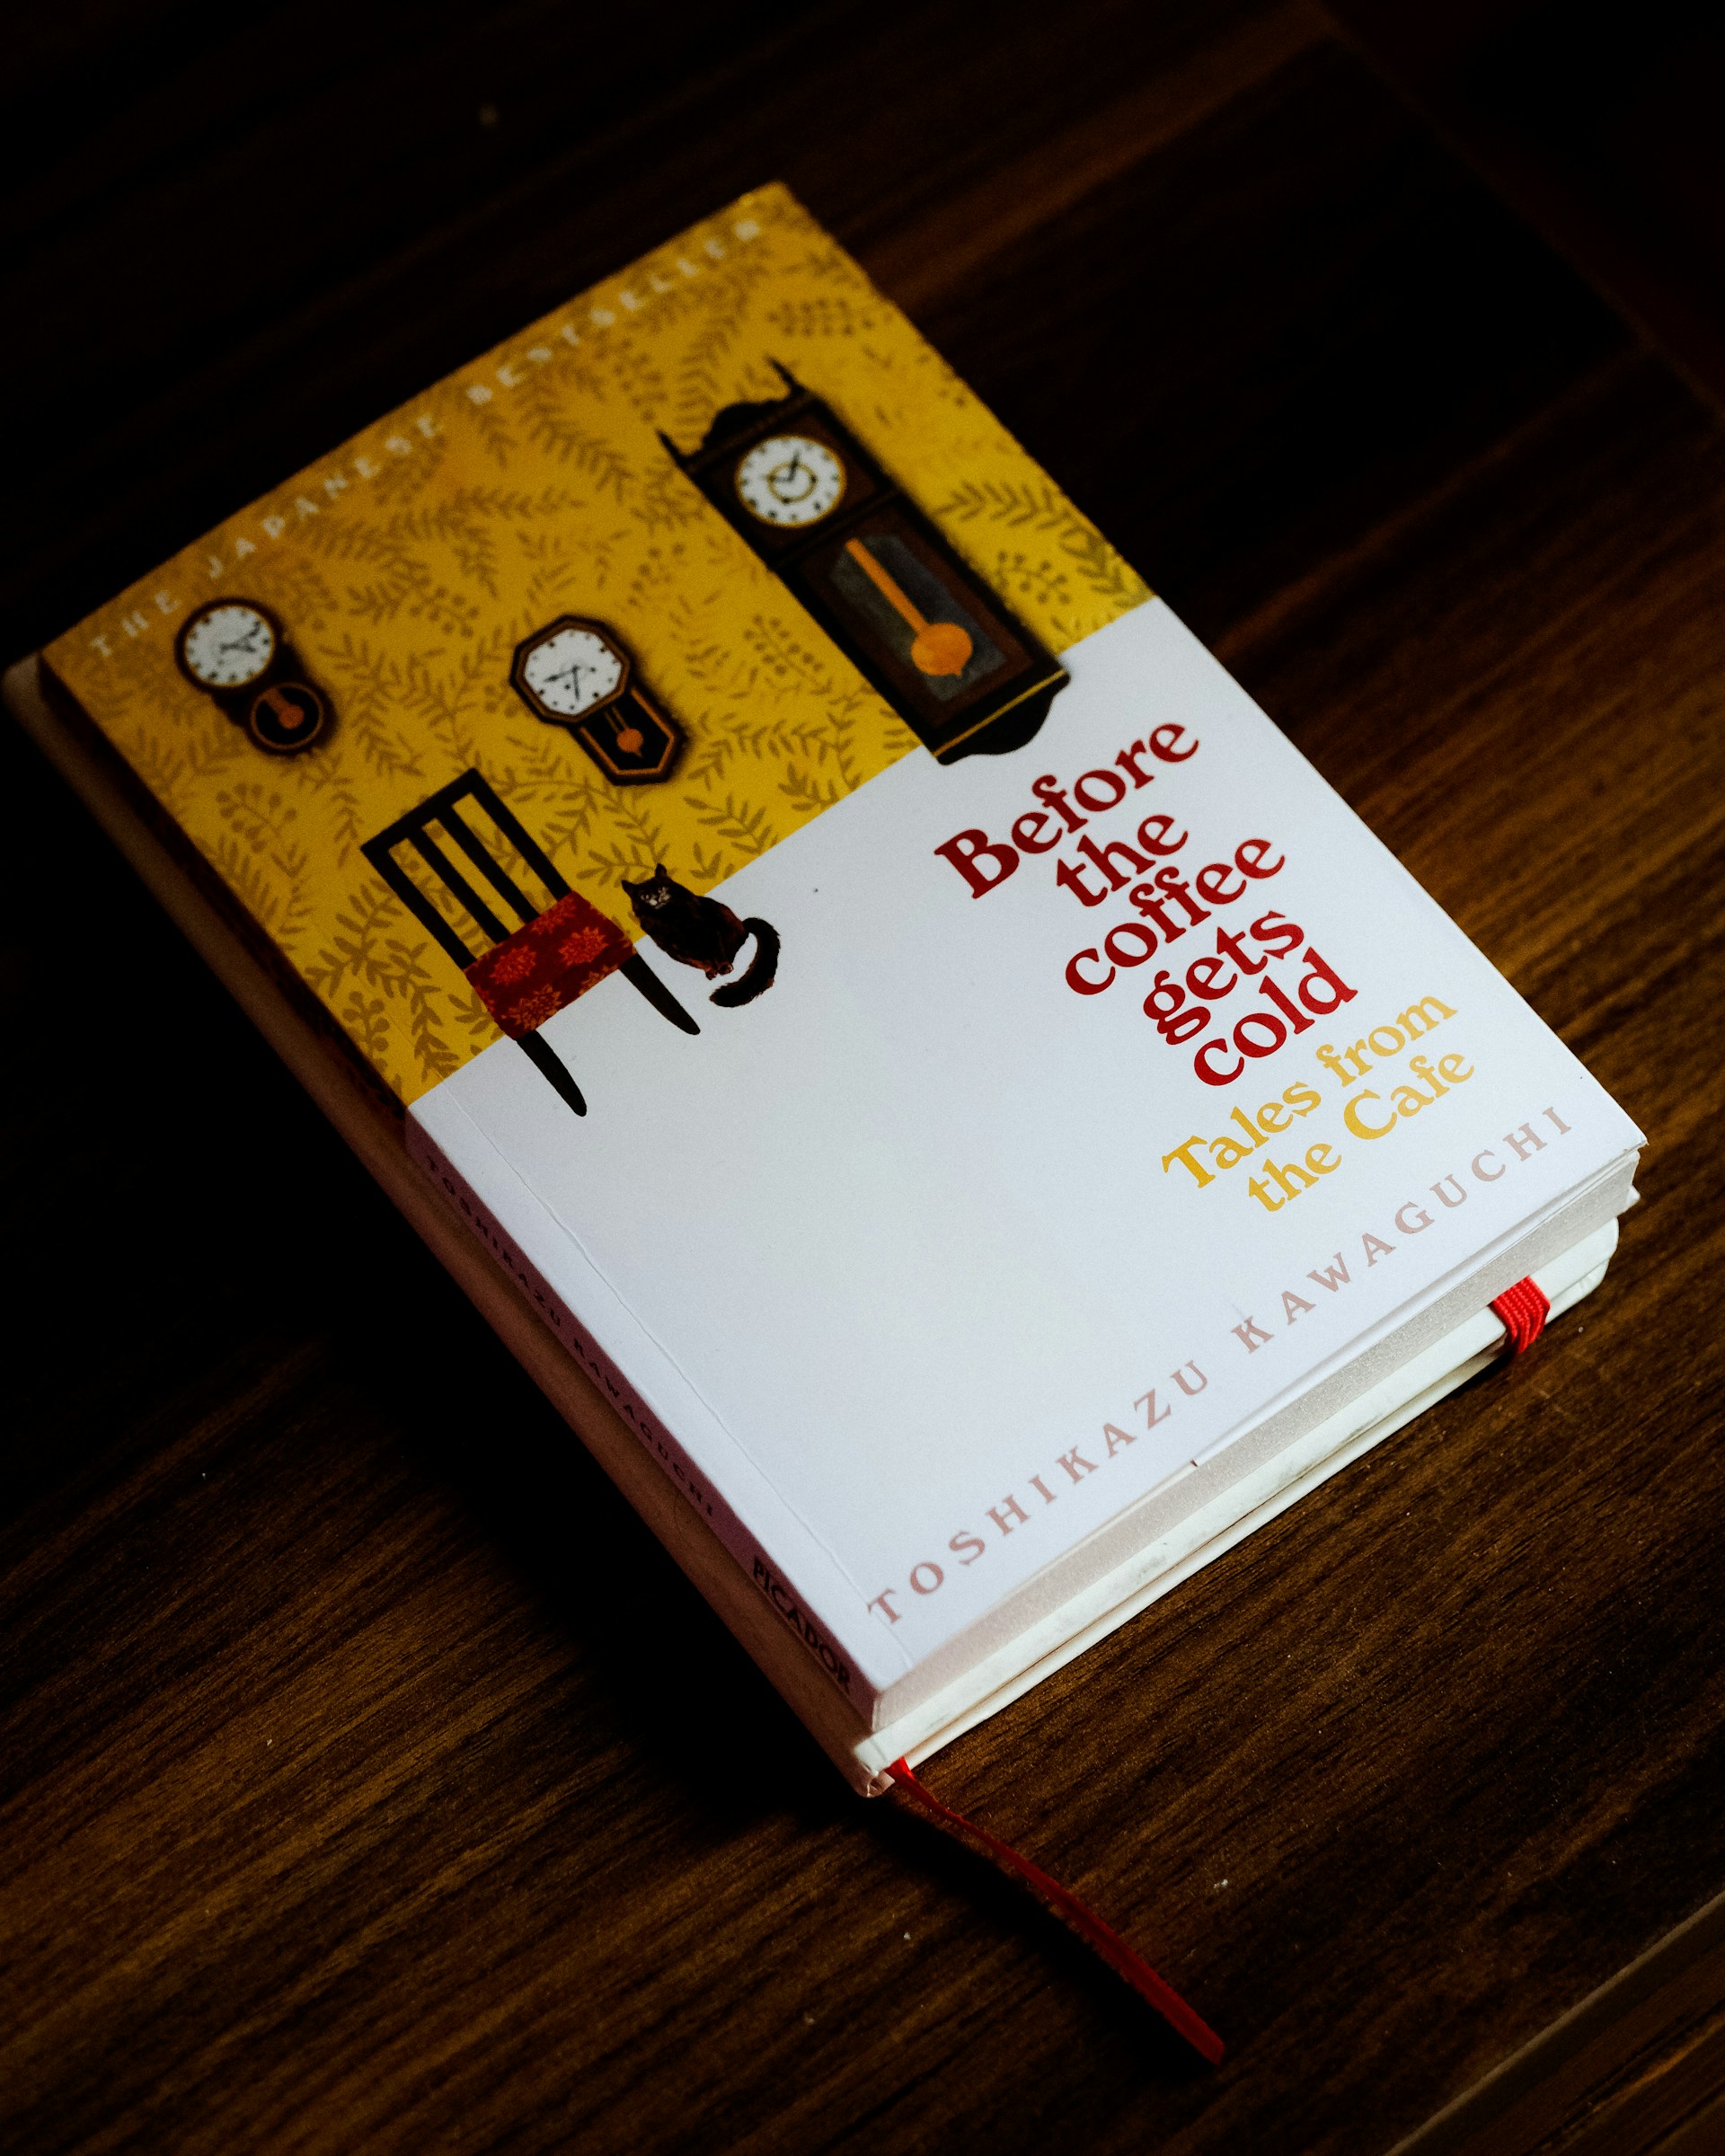 THE JAPANESE BESTSELLER
Before
the
coffee
gets
cold
Tales from
the Cafe
TOSHIKAZU KAWAGUCHI
TOSHIKAZU KAWAGUCHI
PICADOR